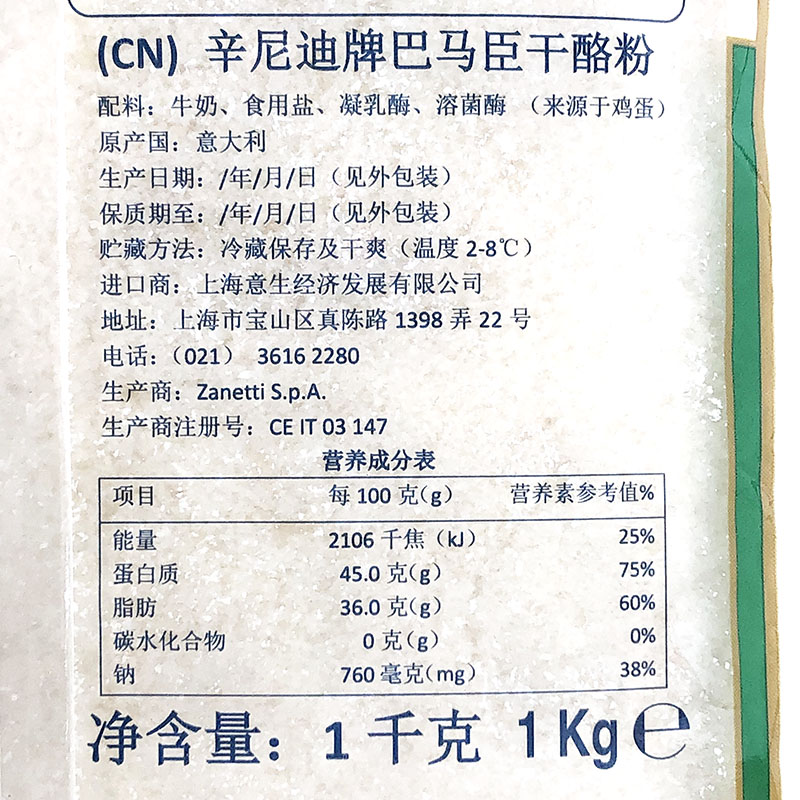 (CN) 辛尼迪牌巴马臣干酪粉
配料：牛奶、食用盐、凝乳酶、溶菌酶 （来源于鸡蛋）
原产国：意大利
生产日期：/年/月/日（见外包装）
保质期至：/年/月/日（见外包装）
贮藏方法：冷藏保存及干爽（温度 2-8℃）
进口商：上海意生经济发展有限公司
地址：上海市宝山区真陈路 1398 弄 22 号
电话：（021） 3616 2280
生产商：Zanetti S.p.A.
生产商注册号：CE IT 03 147
营养成分表
项目 每 100 克(g) 营养素参考值%
能量 2106 千焦（kJ） 25%
蛋白质 45.0 克(g) 75%
脂肪 36.0 克(g) 60%
碳水化合物 0 克(g) 0%
钠 760 毫克(mg) 38%
净含量：1 千克 1 Kg ℮